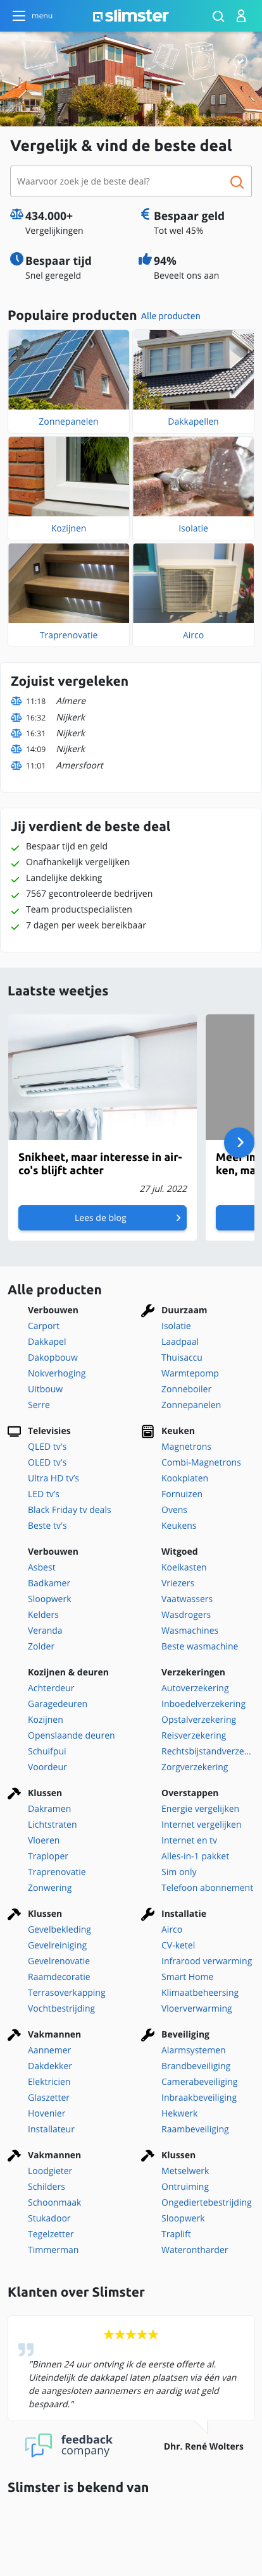 menu
slimster
Vergelijk & vind de beste deal
Waarvoor zoek je de beste deal?
434.000+
Vergelijkingen
Bespaar geld
Tot wel 45%
Bespaar tijd
Snel geregeld
94%
Beveelt ons aan
Populaire producten Alle producten
Zonnepanelen
Dakkapellen
Kozijnen
Isolatie
Traprenovatie
Airco
Zojuist vergeleken
11:18 Almere
16:32 Nijkerk
16:31 Nijkerk
14:09 Nijkerk
11:01 Amersfoort
Jij verdient de beste deal
Bespaar tijd en geld
Onafhankelijk vergelijken
Landelijke dekking
7567 gecontroleerde bedrijven
Team productspecialisten
7 dagen per week bereikbaar
Laatste weetjes
Snikheet, maar interesse in air-
co's blijft achter
27 jul. 2022
Lees de blog
Meer in
ken, ma
Alle producten
Verbouwen
Carport
Dakkapel
Dakopbouw
Nokverhoging
Uitbouw
Serre
Duurzaam
Isolatie
Laadpaal
Thuisaccu
Warmtepomp
Zonneboiler
Zonnepanelen
Televisies
QLED tv's
OLED tv's
Ultra HD tv's
LED tv's
Black Friday tv deals
Beste tv's
Keuken
Magnetrons
Combi-Magnetrons
Kookplaten
Fornuizen
Ovens
Keukens
Verbouwen
Asbest
Badkamer
Sloopwerk
Kelders
Veranda
Zolder
Witgoed
Koelkasten
Vriezers
Vaatwassers
Wasdrogers
Wasmachines
Beste wasmachine
Kozijnen & deuren
Achterdeur
Garagedeuren
Kozijnen
Openslaande deuren
Schuifpui
Voordeur
Verzekeringen
Autoverzekering
Inboedelverzekering
Opstalverzekering
Reisverzekering
Rechtsbijstandverze...
Zorgverzekering
Klussen
Dakramen
Lichtstraten
Vloeren
Traploper
Traprenovatie
Zonwering
Overstappen
Energie vergelijken
Internet vergelijken
Internet en tv
Alles-in-1 pakket
Sim only
Telefoon abonnement
Klussen
Gevelbekleding
Gevelreiniging
Gevelrenovatie
Raamdecoratie
Terrasoverkapping
Vochtbestrijding
Installatie
Airco
CV-ketel
Infrarood verwarming
Smart Home
Klimaatbeheersing
Vloerverwarming
Vakmannen
Aannemer
Dakdekker
Elektricien
Glaszetter
Hovenier
Installateur
Beveiliging
Alarmsystemen
Brandbeveiliging
Camerabeveiliging
Inbraakbeveiliging
Hekwerk
Raambeveiliging
Vakmannen
Loodgieter
Schilders
Schoonmaak
Stukadoor
Tegelzetter
Timmerman
Klussen
Metselwerk
Ontruiming
Ongediertebestrijding
Sloopwerk
Traplift
Waterontharder
Klanten over Slimster
"Binnen 24 uur ontving ik de eerste offerte al.
Uiteindelijk de dakkapel laten plaatsen via één van
de aangesloten aannemers en aardig wat geld
bespaard."
feedback
company
Dhr. René Wolters
Slimster is bekend van